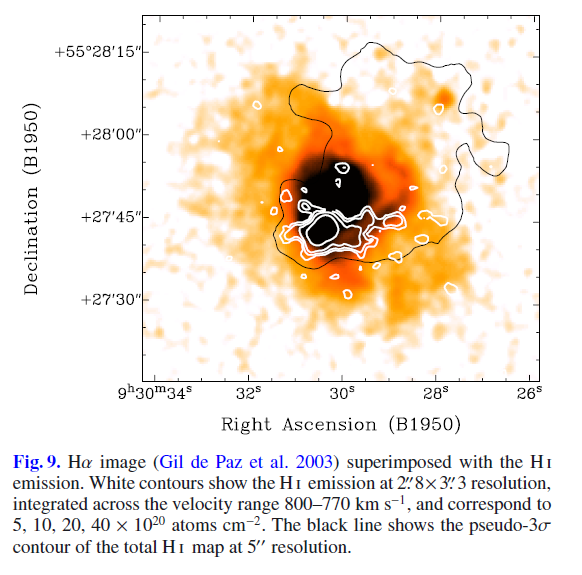 +55°28′15″
+28′00″
+27′45″
+27′30″
Declination (B1950)
9ʰ30ᵐ34ˢ 32ˢ 30ˢ 28ˢ 26ˢ
Right Ascension (B1950)
Fig. 9. Hα image (Gil de Paz et al. 2003) superimposed with the H I
emission. White contours show the H I emission at 2″.8 × 3″.3 resolution,
integrated across the velocity range 800–770 km s⁻¹, and correspond to
5, 10, 20, 40 × 10²⁰ atoms cm⁻². The black line shows the pseudo-3σ
contour of the total H I map at 5″ resolution.